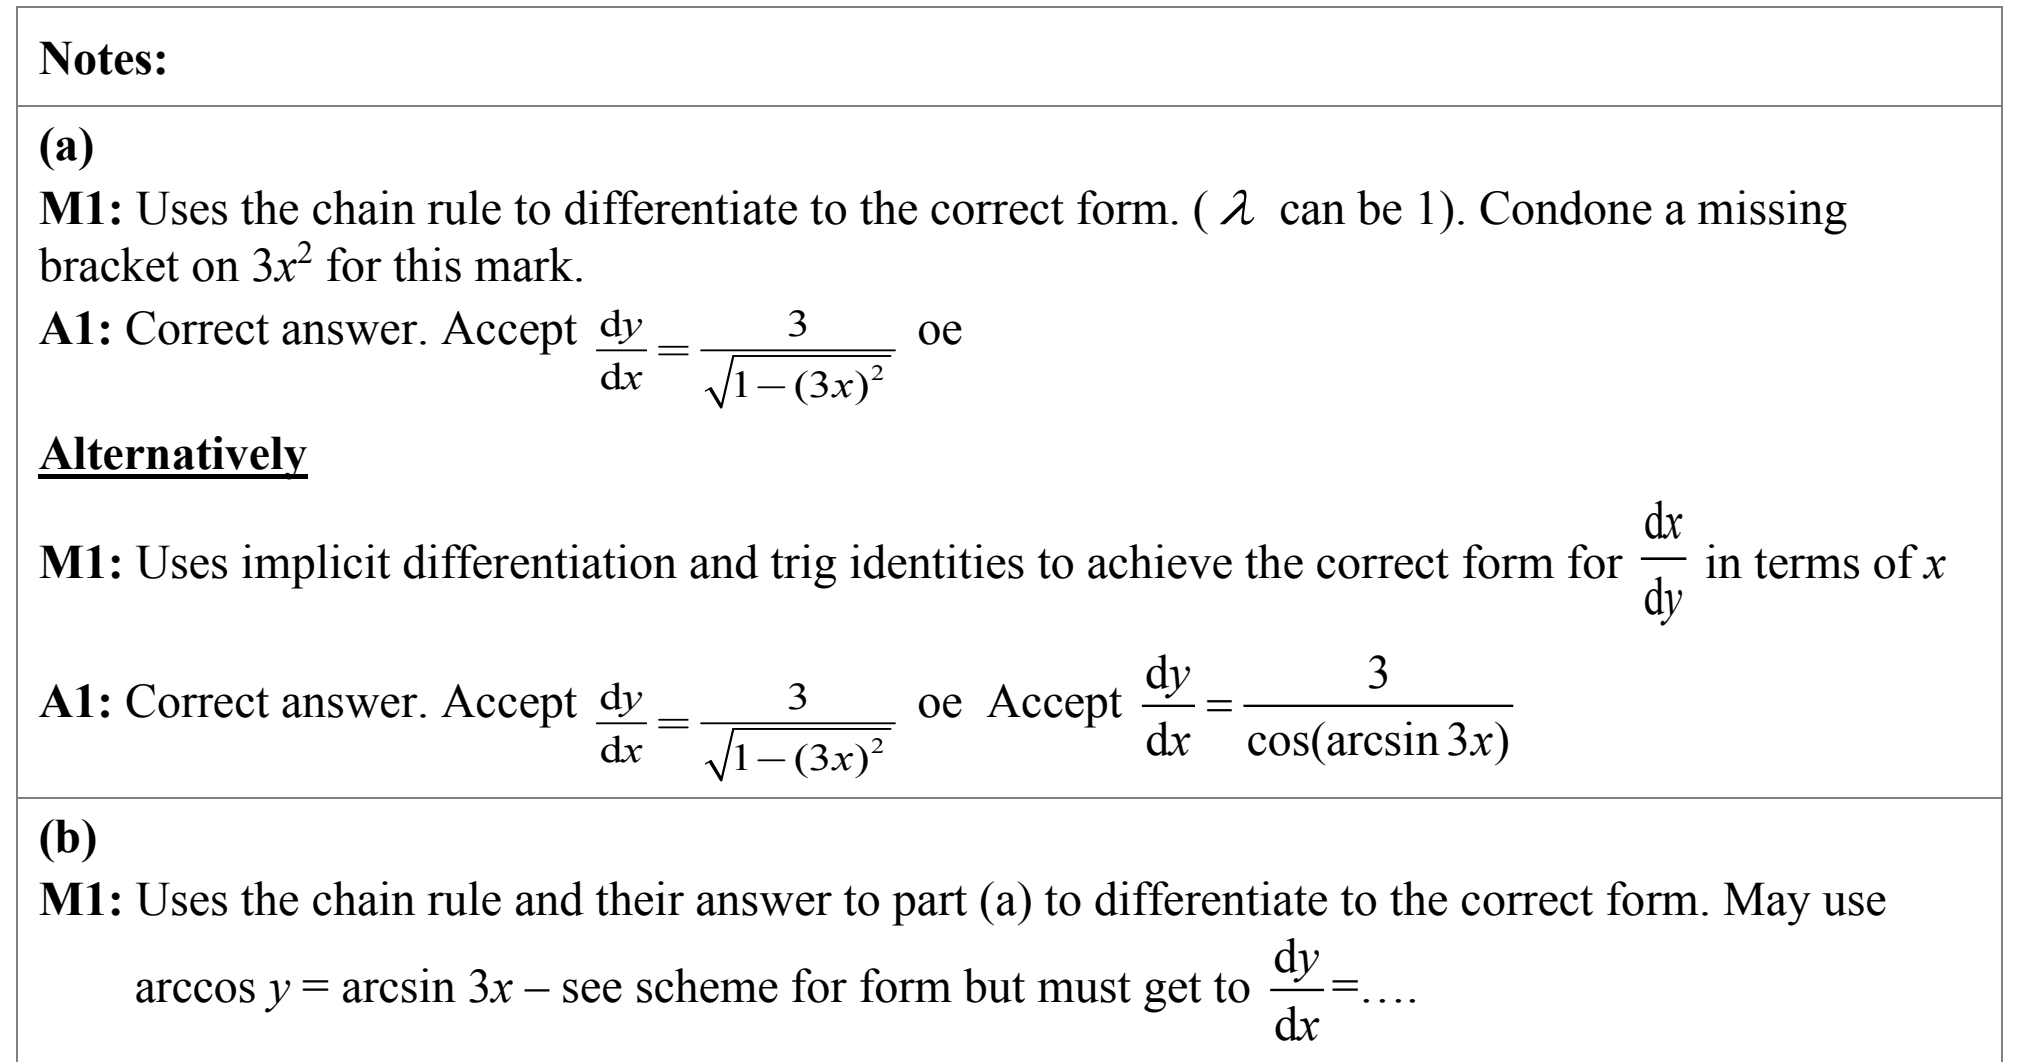 Notes:
(a)
M1: Uses the chain rule to differentiate to the correct form. ( λ can be 1). Condone a missing
bracket on 3x² for this mark.
A1: Correct answer. Accept dy/dx = 3/√(1−(3x)²) oe
Alternatively
M1: Uses implicit differentiation and trig identities to achieve the correct form for dx/dy in terms of x
A1: Correct answer. Accept dy/dx = 3/√(1−(3x)²) oe Accept dy/dx = 3/cos(arcsin 3x)
(b)
M1: Uses the chain rule and their answer to part (a) to differentiate to the correct form. May use
arccos y = arcsin 3x – see scheme for form but must get to dy/dx =....